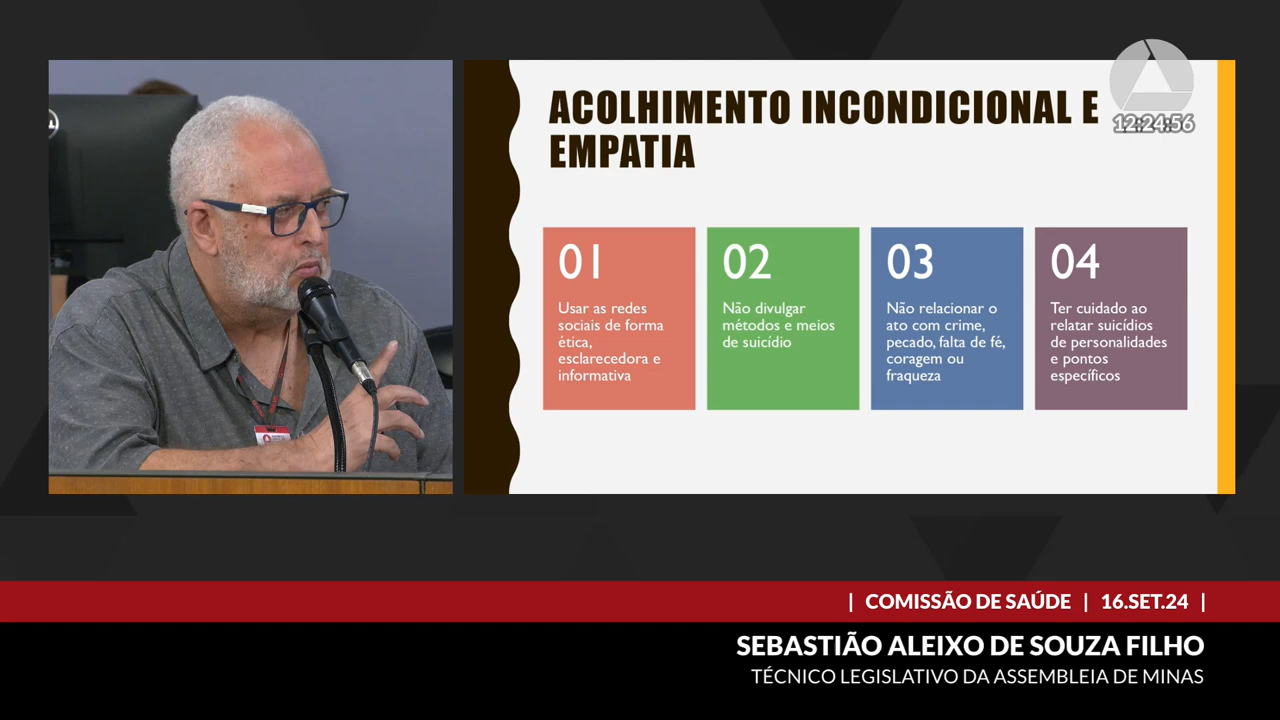 ACOLHIMENTO INCONDICIONAL E
EMPATIA
12:24:56
01
Usar as redes
sociais de forma
ética,
esclarecedora e
informativa
02
Não divulgar
métodos e meios
de suicídio
03
Não relacionar o
ato com crime,
pecado, falta de fé,
coragem ou
fraqueza
04
Ter cuidado ao
relatar suicídios
de personalidades
e pontos
específicos
| COMISSÃO DE SAÚDE | 16.SET.24 |
SEBASTIÃO ALEIXO DE SOUZA FILHO
TÉCNICO LEGISLATIVO DA ASSEMBLEIA DE MINAS